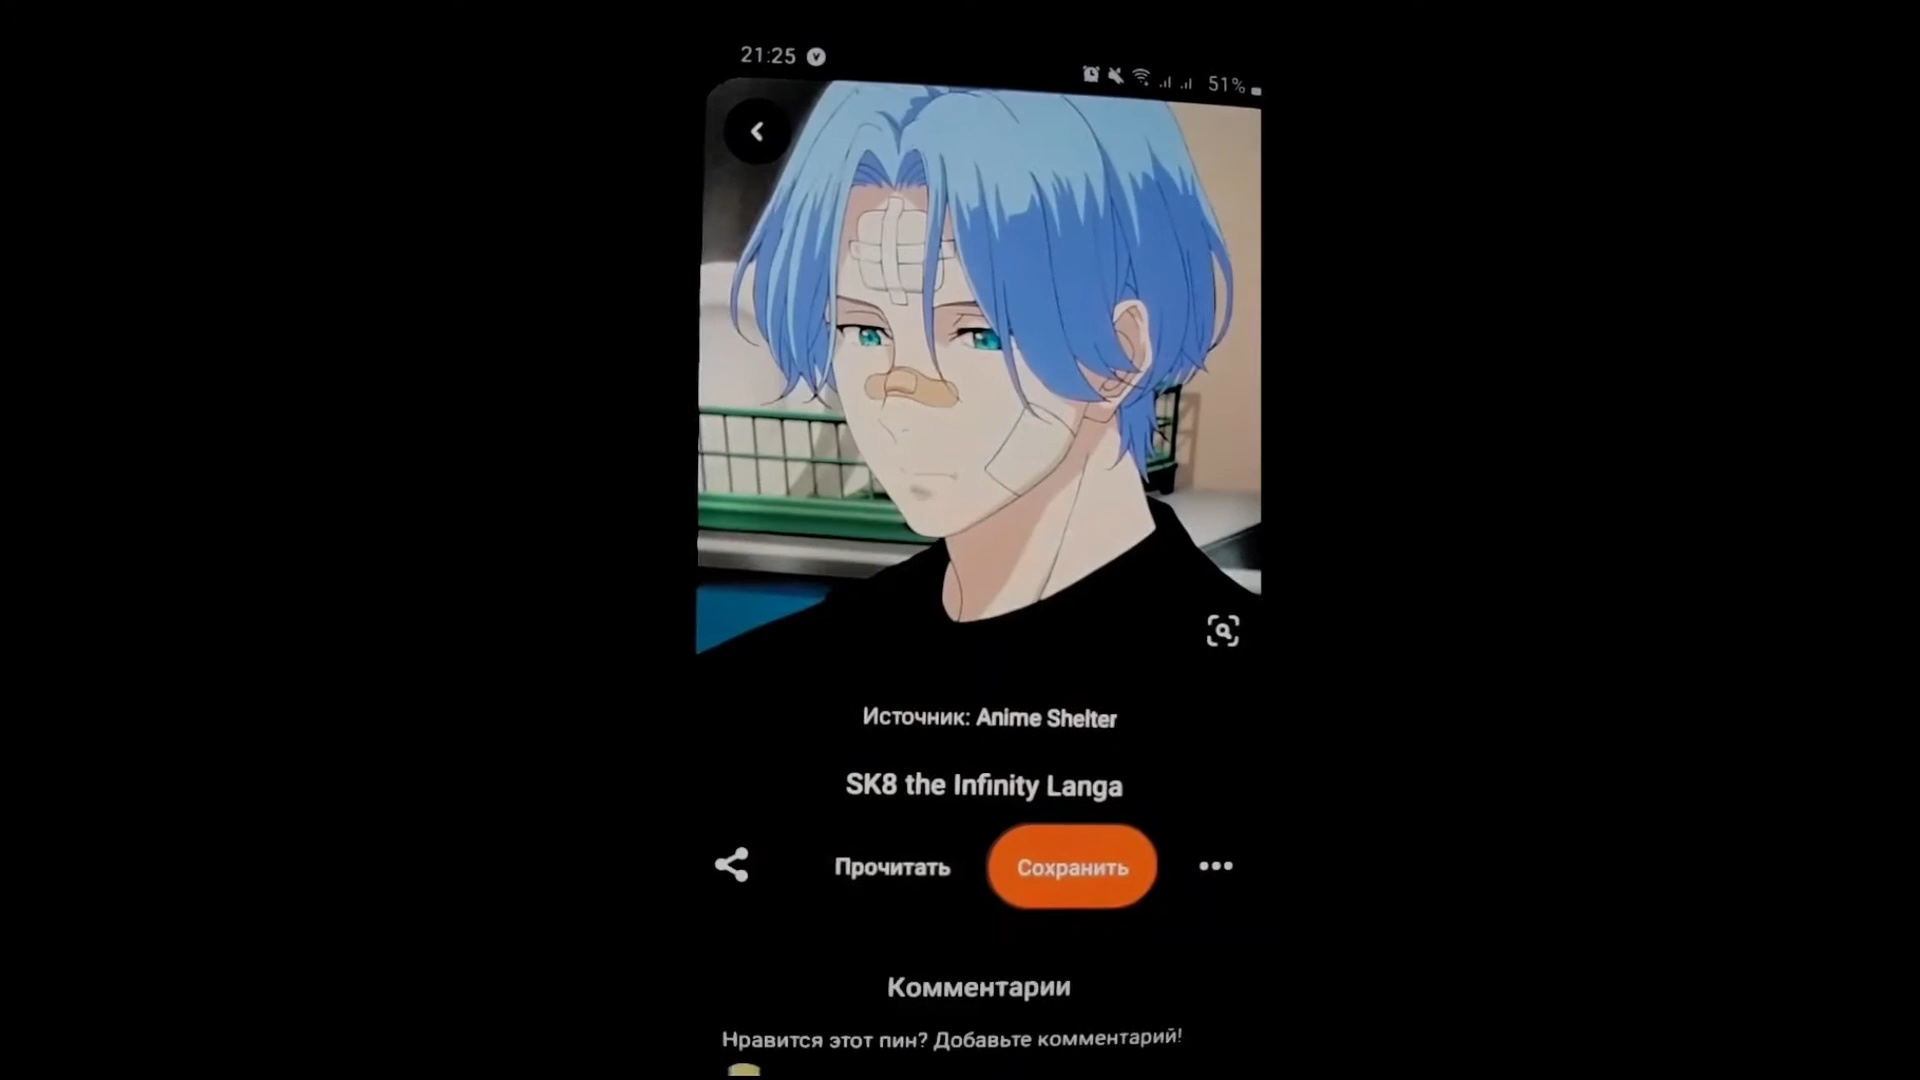 21:25
51%
Источник: Anime Shelter
SK8 the Infinity Langa
Прочитать
Сохранить
Комментарии
Нравится этот пин? Добавьте комментарий!